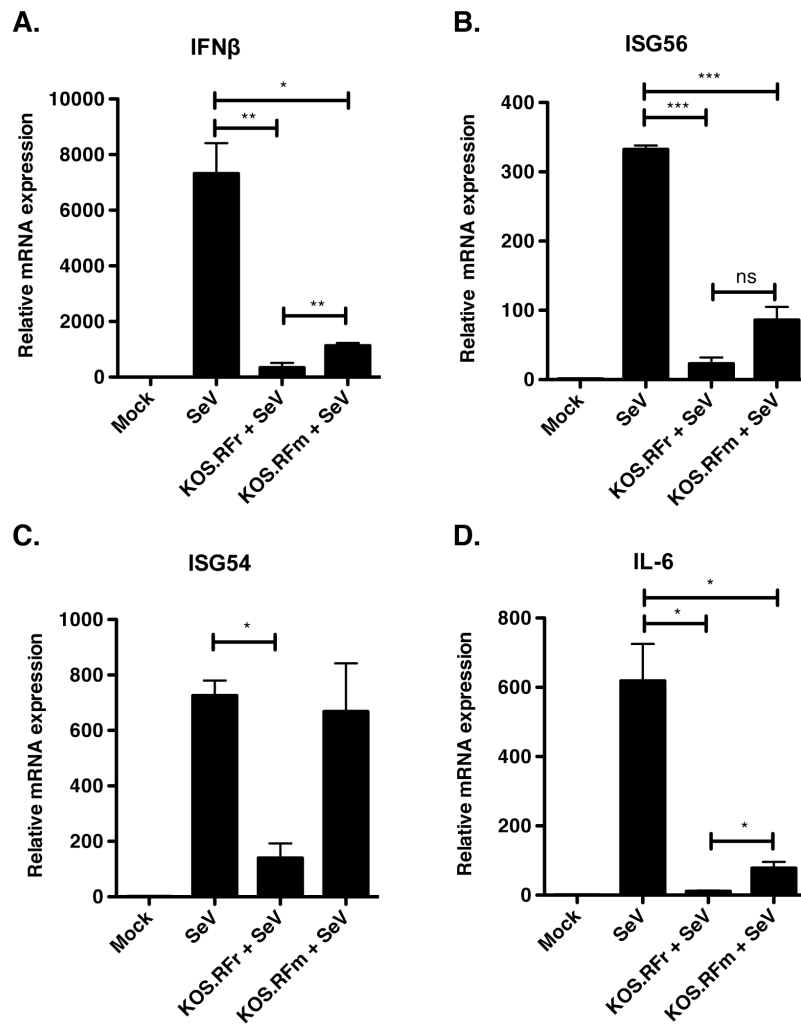 A.
IFNβ
Relative mRNA expression
10000
8000
6000
4000
2000
0
*
**
**
Mock
SeV
KOS.RFr + SeV
KOS.RFm + SeV
B.
ISG56
Relative mRNA expression
400
300
200
100
0
***
***
ns
Mock
SeV
KOS.RFr + SeV
KOS.RFm + SeV
C.
ISG54
Relative mRNA expression
1000
800
600
400
200
0
*
Mock
SeV
KOS.RFr + SeV
KOS.RFm + SeV
D.
IL-6
Relative mRNA expression
800
600
400
200
0
*
*
*
Mock
SeV
KOS.RFr + SeV
KOS.RFm + SeV